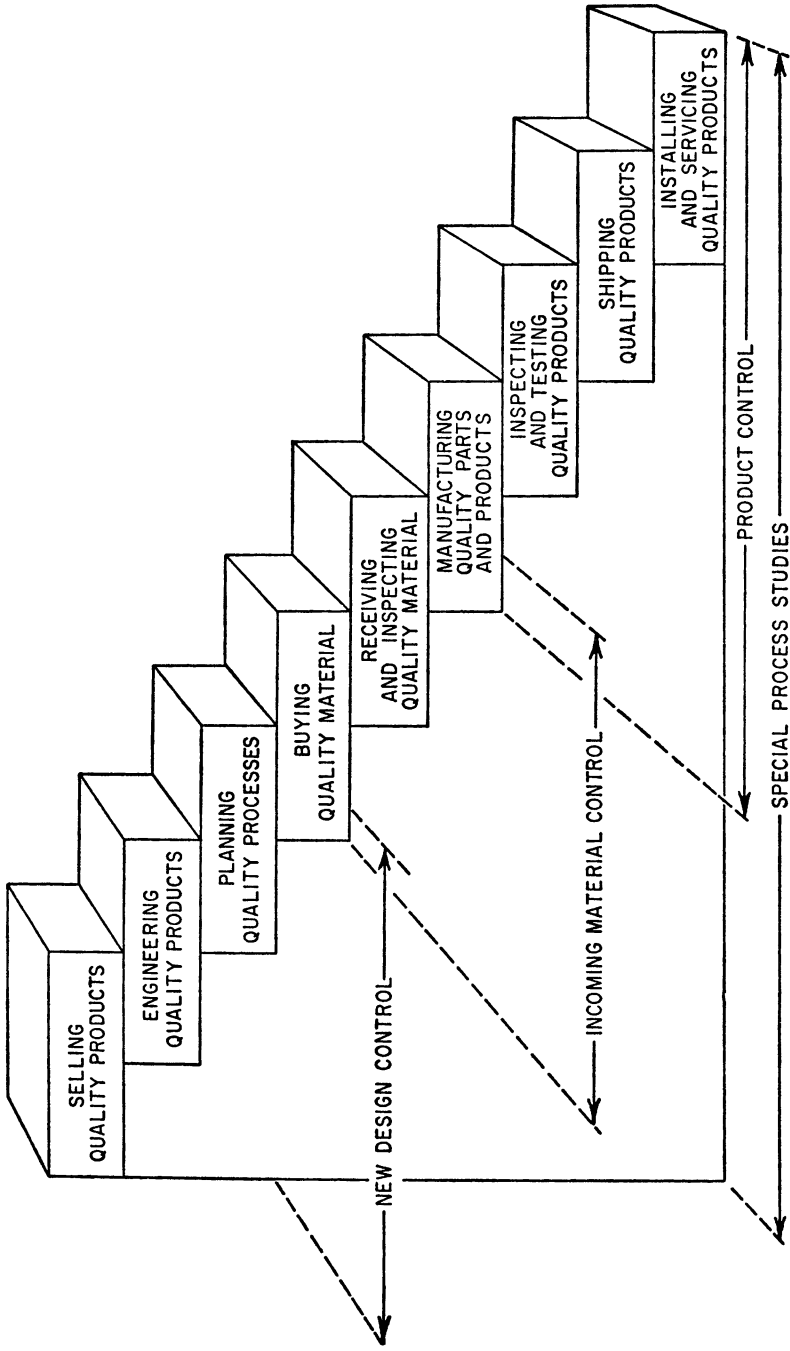 SELLING
QUALITY PRODUCTS
ENGINEERING
QUALITY PRODUCTS
PLANNING
QUALITY PROCESSES
BUYING
QUALITY MATERIAL
RECEIVING
AND INSPECTING
QUALITY MATERIAL
MANUFACTURING
QUALITY PARTS
AND PRODUCTS
INSPECTING
AND TESTING
QUALITY PRODUCTS
SHIPPING
QUALITY PRODUCTS
INSTALLING
AND SERVICING
QUALITY PRODUCTS
NEW DESIGN CONTROL
INCOMING MATERIAL CONTROL
PRODUCT CONTROL
SPECIAL PROCESS STUDIES